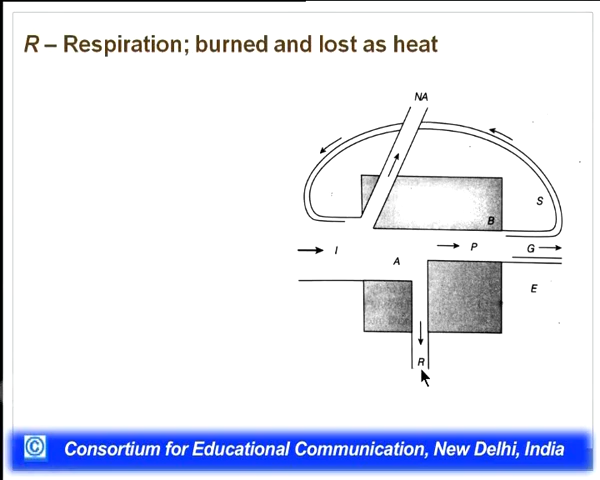 R – Respiration; burned and lost as heat
NA
S
B
I
P
G
A
E
R
© Consortium for Educational Communication, New Delhi, India